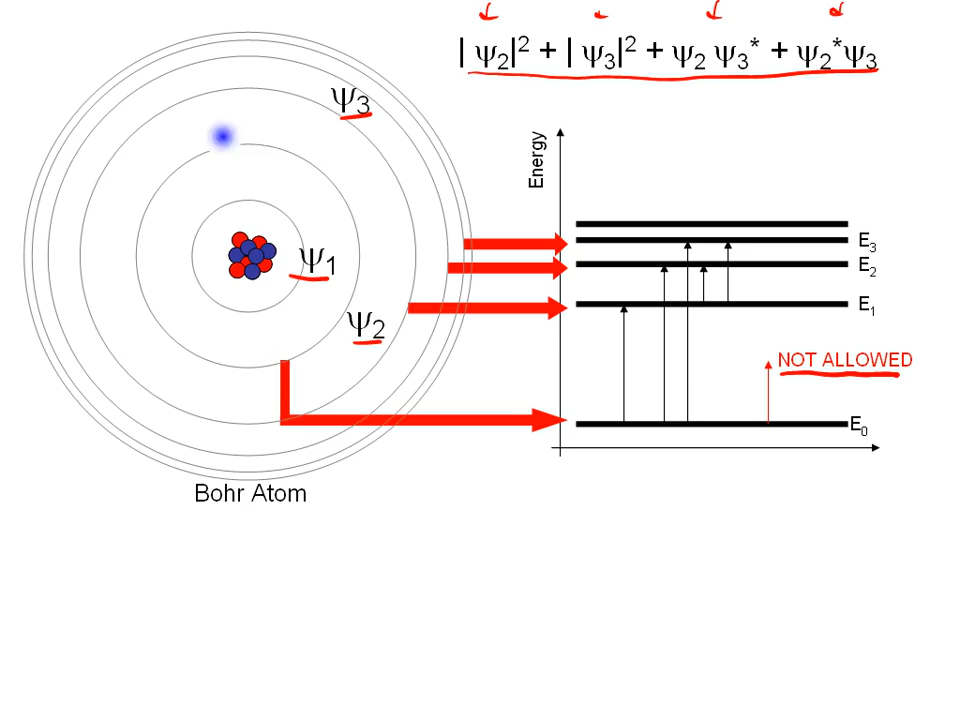 | ψ₂|² + | ψ₃|² + ψ₂ ψ₃* + ψ₂*ψ₃
ψ₃
ψ₁
ψ₂
Bohr Atom
Energy
E₃
E₂
E₁
NOT ALLOWED
E₀